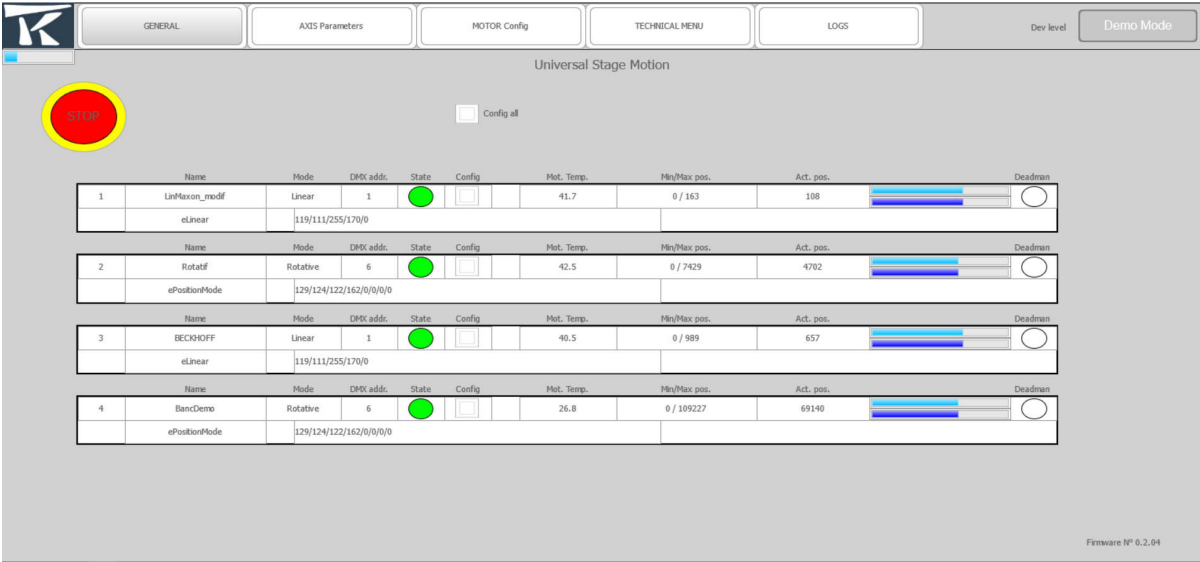 TK GENERAL AXIS Parameters MOTOR Config TECHNICAL MENU LOGS Dev level Demo Mode
Universal Stage Motion
STOP Config all
Name Mode DMX addr. State Config Mot. Temp. Min/Max pos. Act. pos. Deadman
1 LinMaxon_modif Linear 1 41.7 0 / 163 108
eLinear 119/111/255/170/0
Name Mode DMX addr. State Config Mot. Temp. Min/Max pos. Act. pos. Deadman
2 Rotatif Rotative 6 42.5 0 / 7429 4702
ePositionMode 129/124/122/162/0/0/0/0
Name Mode DMX addr. State Config Mot. Temp. Min/Max pos. Act. pos. Deadman
3 BECKHOFF Linear 1 40.5 0 / 989 657
eLinear 119/111/255/170/0
Name Mode DMX addr. State Config Mot. Temp. Min/Max pos. Act. pos. Deadman
4 BancDemo Rotative 6 26.8 0 / 109227 69140
ePositionMode 129/124/122/162/0/0/0/0
Firmware N° 0.2.04